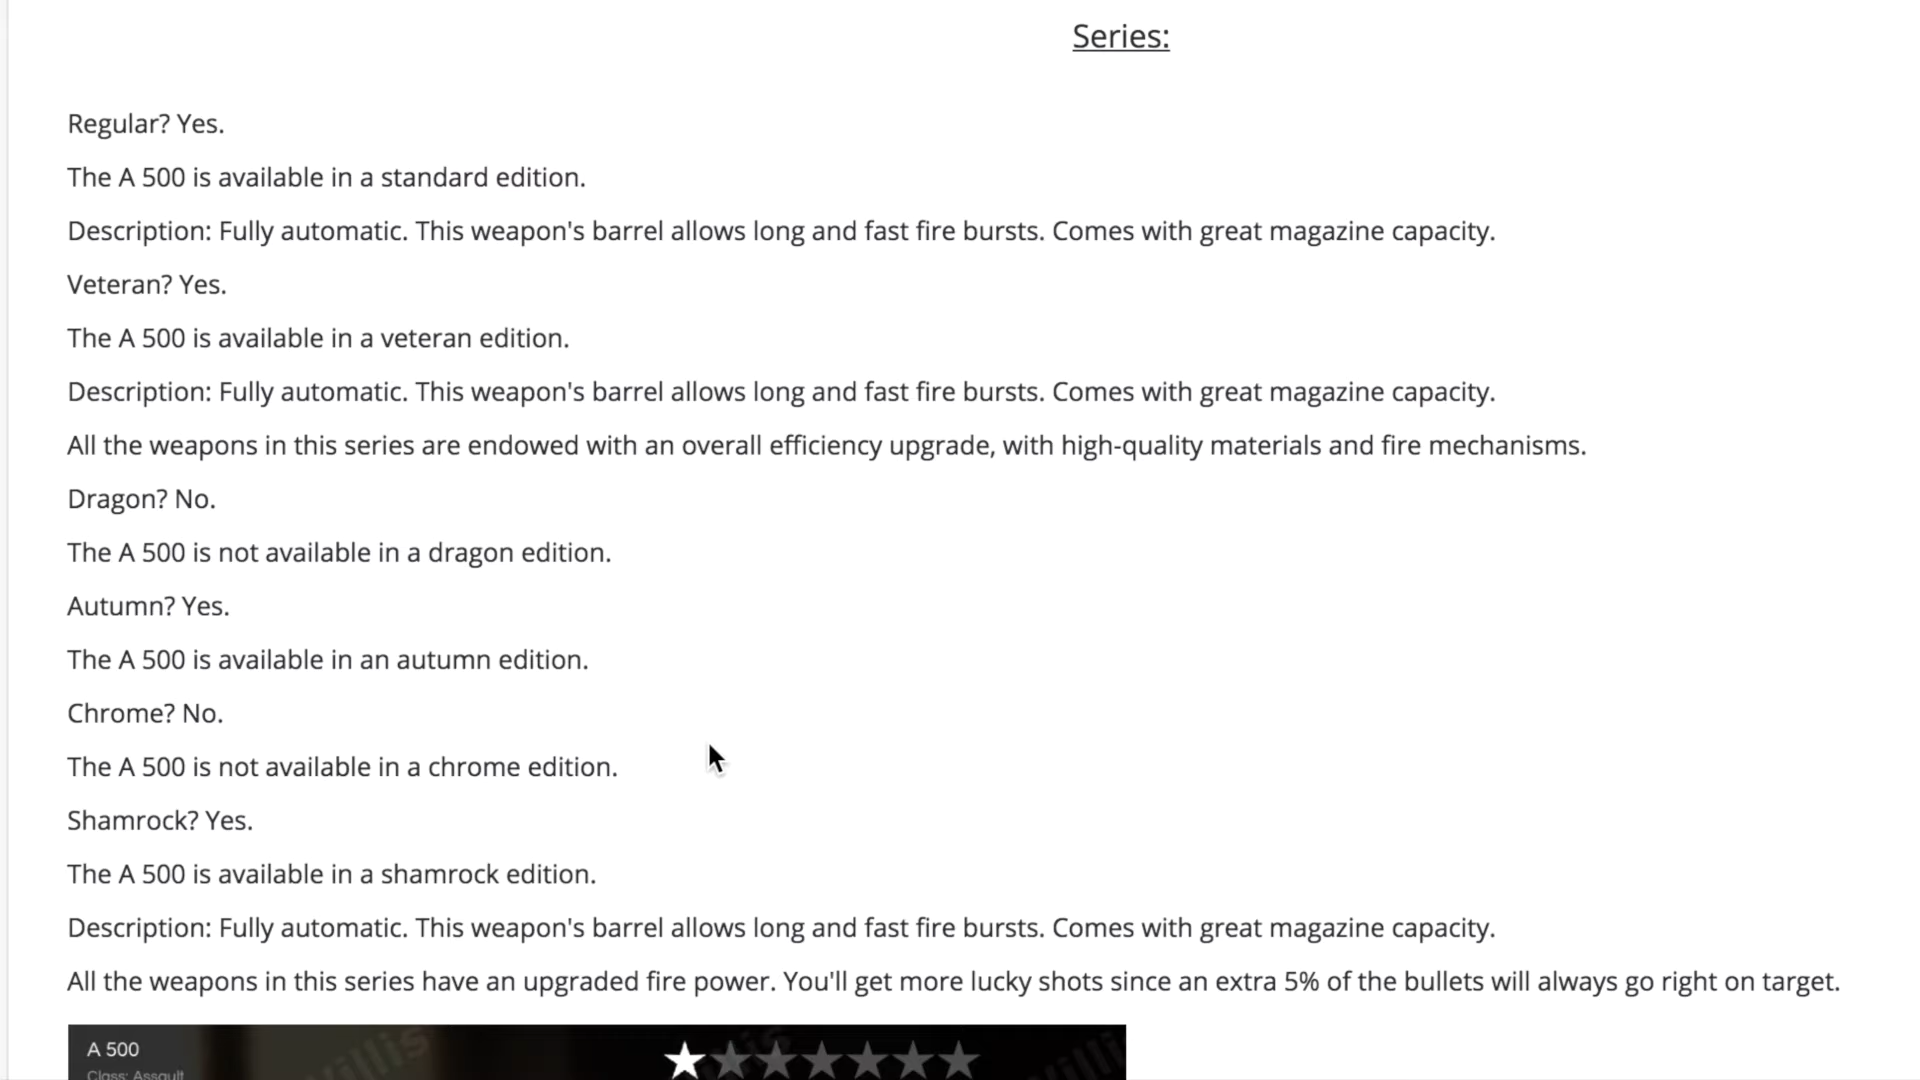 Series:
Regular? Yes.
The A 500 is available in a standard edition.
Description: Fully automatic. This weapon's barrel allows long and fast fire bursts. Comes with great magazine capacity.
Veteran? Yes.
The A 500 is available in a veteran edition.
Description: Fully automatic. This weapon's barrel allows long and fast fire bursts. Comes with great magazine capacity.
All the weapons in this series are endowed with an overall efficiency upgrade, with high-quality materials and fire mechanisms.
Dragon? No.
The A 500 is not available in a dragon edition.
Autumn? Yes.
The A 500 is available in an autumn edition.
Chrome? No.
The A 500 is not available in a chrome edition.
Shamrock? Yes.
The A 500 is available in a shamrock edition.
Description: Fully automatic. This weapon's barrel allows long and fast fire bursts. Comes with great magazine capacity.
All the weapons in this series have an upgraded fire power. You'll get more lucky shots since an extra 5% of the bullets will always go right on target.
A 500
Class: Assault